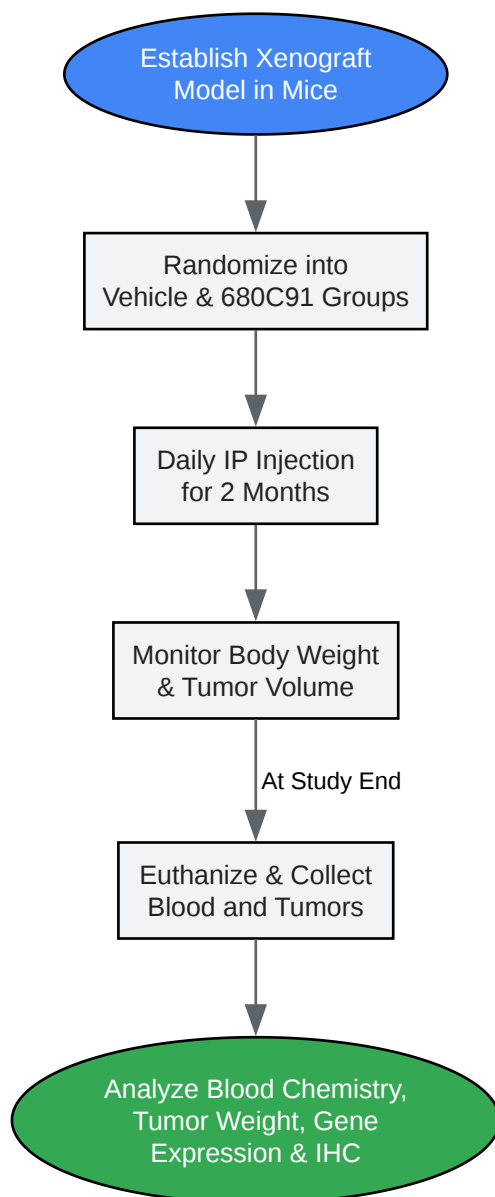 Establish Xenograft
Model in Mice
Randomize into
Vehicle & 680C91 Groups
Daily IP Injection
for 2 Months
Monitor Body Weight
& Tumor Volume
At Study End
Euthanize & Collect
Blood and Tumors
Analyze Blood Chemistry,
Tumor Weight, Gene
Expression & IHC